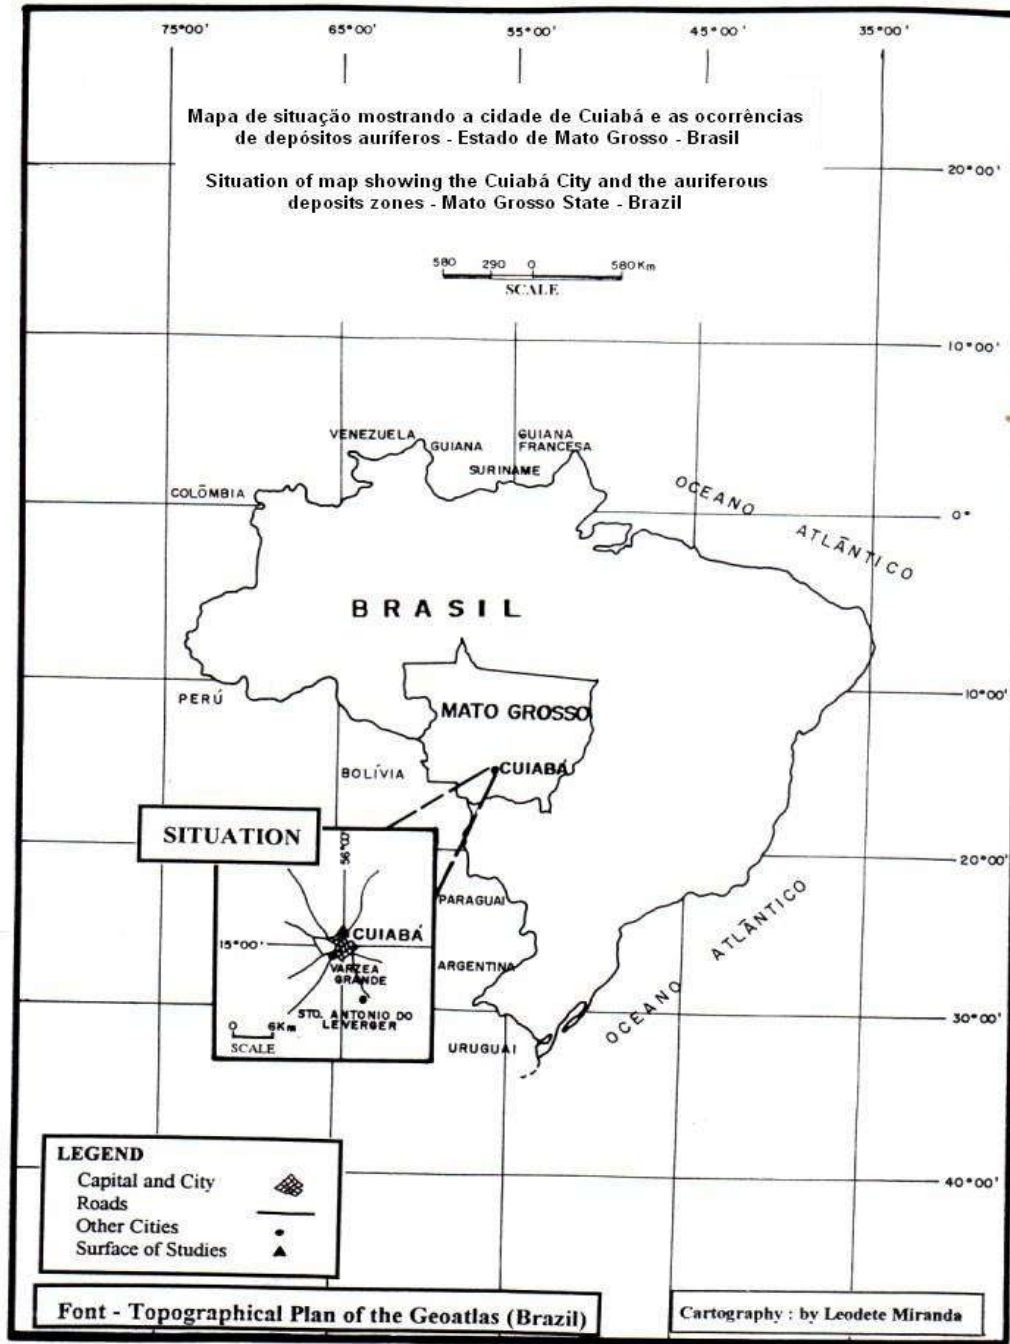 75°00' 65°00' 55°00' 45°00' 35°00'
Mapa de situação mostrando a cidade de Cuiabá e as ocorrências
de depósitos auríferos - Estado de Mato Grosso - Brasil
Situation of map showing the Cuiabá City and the auriferous
deposits zones - Mato Grosso State - Brazil
20°00'
580 290 0 580 Km
SCALE
10°00'
VENEZUELA
GUIANA
GUIANA
FRANCESA
SURINAME
COLÔMBIA
OCEANO ATLÂNTICO
0°
BRASIL
PERÚ
10°00'
MATO GROSSO
BOLÍVIA
CUIABÁ
SITUATION
56°00'
20°00'
PARAGUAI
15°00'
CUIABÁ
VARZEA
GRANDE
ARGENTINA
OCEANO ATLÂNTICO
STO. ANTONIO DO
LEVERGER
0 6Km
SCALE
URUGUAI
30°00'
LEGEND
Capital and City
Roads
Other Cities
Surface of Studies
40°00'
Font - Topographical Plan of the Geoatlas (Brazil)
Cartography : by Leodete Miranda